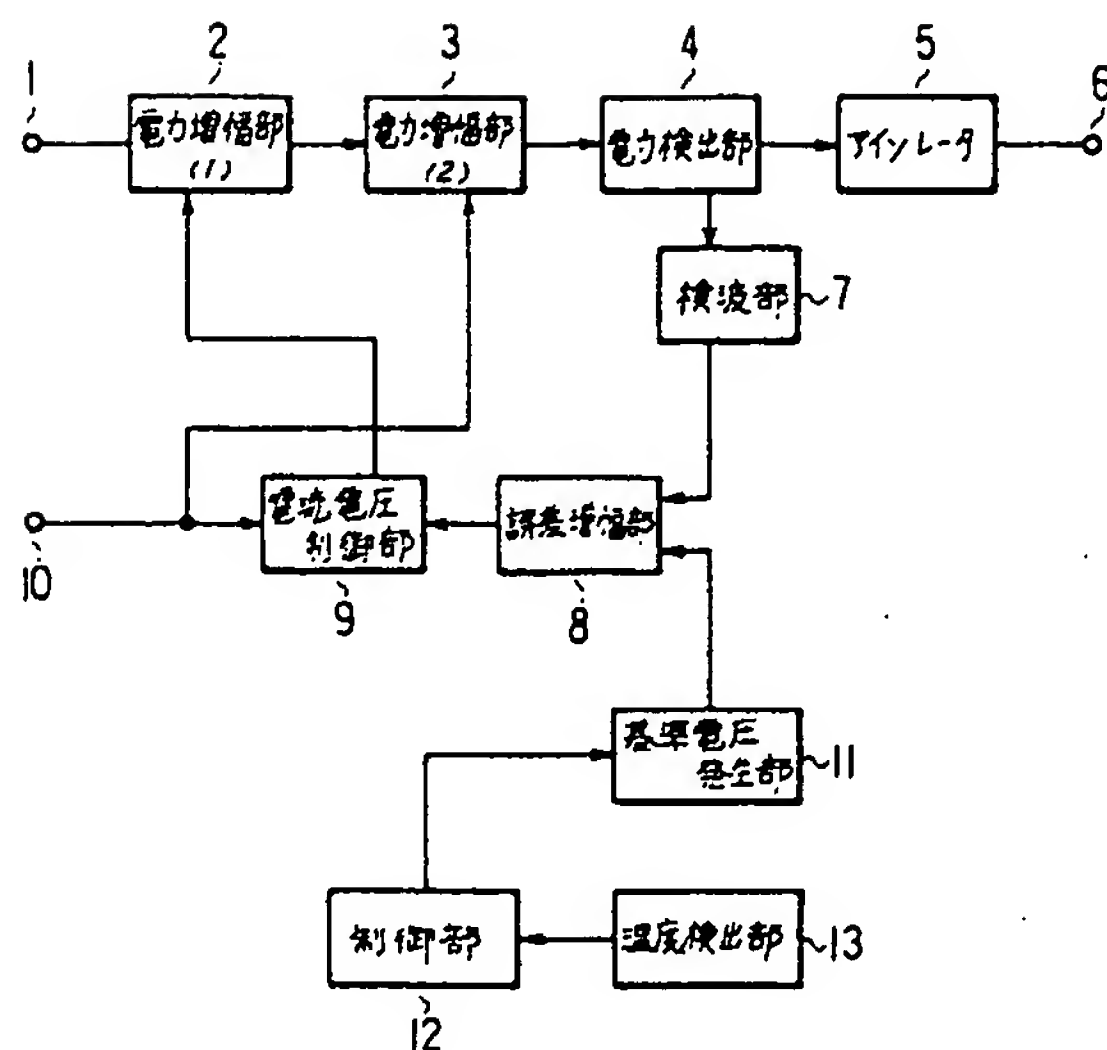 1
2
3
4
5
6
電力増幅部
(1)
電力増幅部
(2)
電力検出部
アイソレータ
検波部
7
電流電圧
制御部
誤差増幅部
10
9
8
基準電圧
発生部
11
制御部
温度検出部
13
12